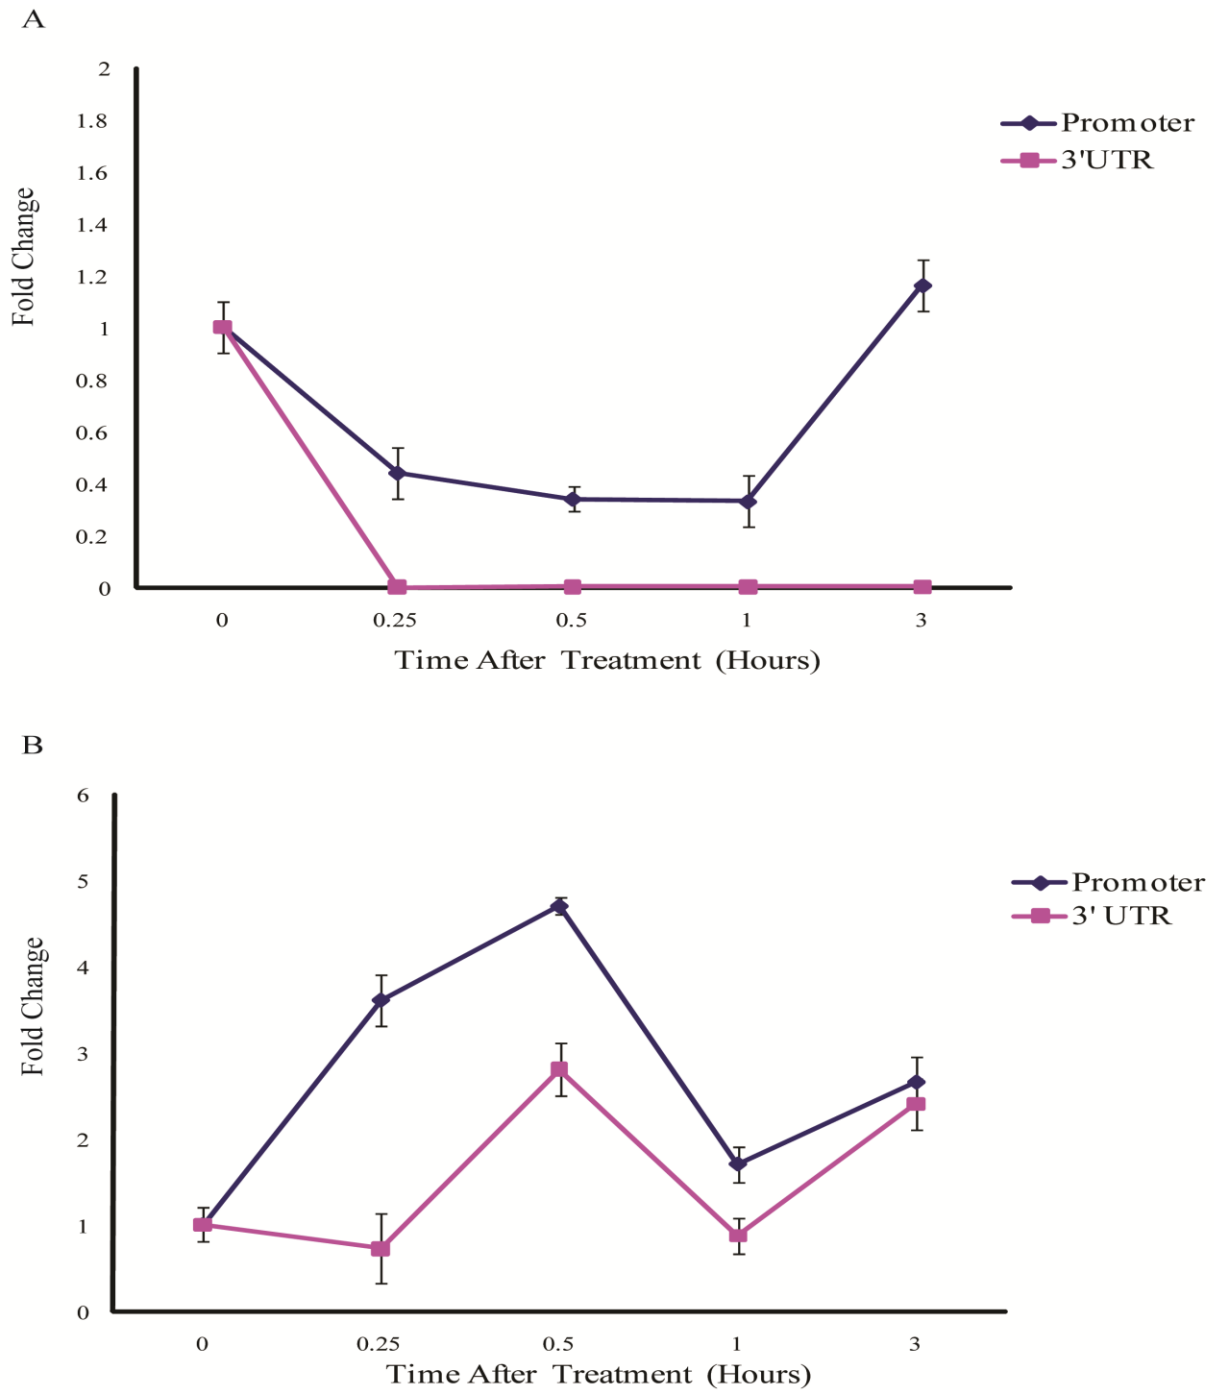 A
2
1.8
1.6
1.4
1.2
1
0.8
0.6
0.4
0.2
0
Fold Change
Promoter
3'UTR
0 0.25 0.5 1 3
Time After Treatment (Hours)
B
6
5
4
3
2
1
0
Fold Change
Promoter
3' UTR
0 0.25 0.5 1 3
Time After Treatment (Hours)